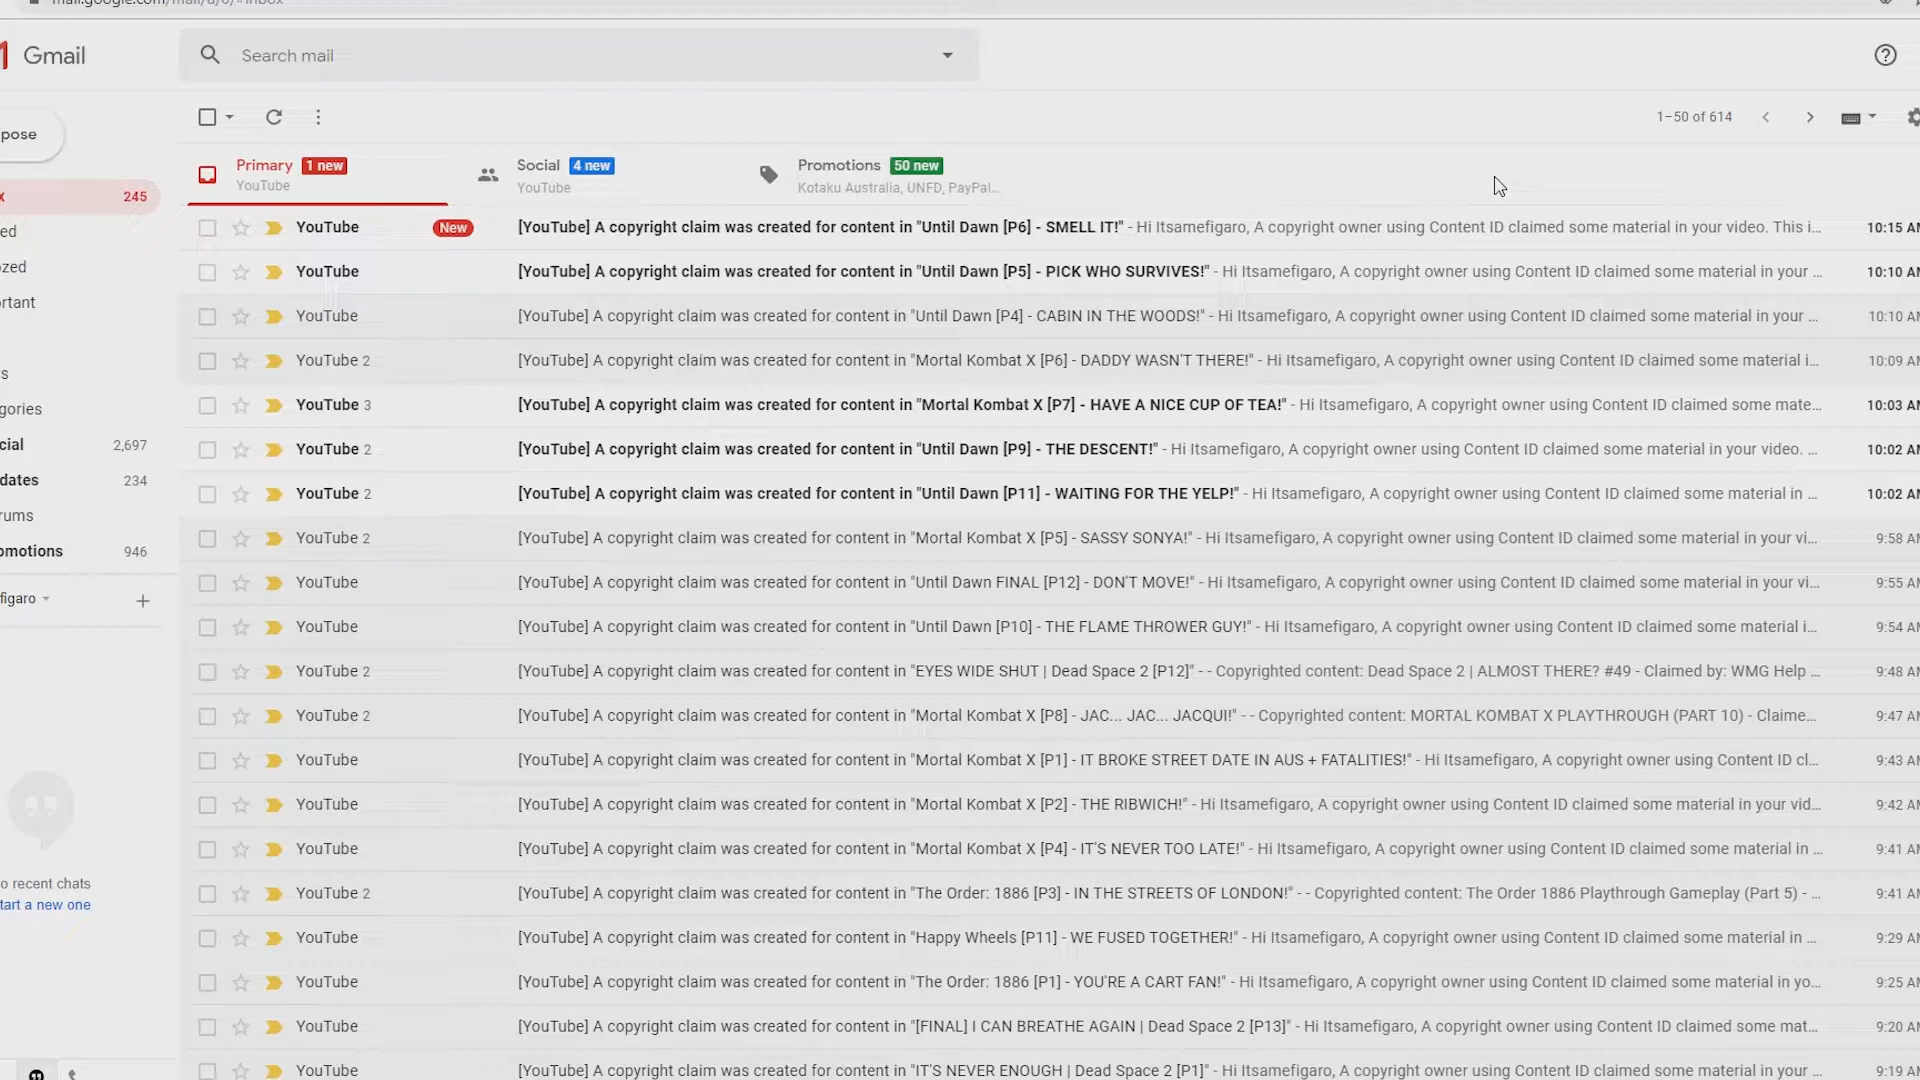 Gmail
Search mail
pose
1–50 of 614
Primary 1 new
YouTube
Social 4 new
YouTube
Promotions 50 new
Kotaku Australia, UNFD, PayPal...
x 245
ed
ozed
ortant
s
gories
cial 2,697
dates 234
rums
omotions 946
figaro
o recent chats
tart a new one
YouTube New [YouTube] A copyright claim was created for content in "Until Dawn [P6] - SMELL IT!" - Hi Itsamefigaro, A copyright owner using Content ID claimed some material in your video. This i... 10:15 AM
YouTube [YouTube] A copyright claim was created for content in "Until Dawn [P5] - PICK WHO SURVIVES!" - Hi Itsamefigaro, A copyright owner using Content ID claimed some material in your ... 10:10 AM
YouTube [YouTube] A copyright claim was created for content in "Until Dawn [P4] - CABIN IN THE WOODS!" - Hi Itsamefigaro, A copyright owner using Content ID claimed some material in your ... 10:10 AM
YouTube 2 [YouTube] A copyright claim was created for content in "Mortal Kombat X [P6] - DADDY WASN'T THERE!" - Hi Itsamefigaro, A copyright owner using Content ID claimed some material i... 10:09 AM
YouTube 3 [YouTube] A copyright claim was created for content in "Mortal Kombat X [P7] - HAVE A NICE CUP OF TEA!" - Hi Itsamefigaro, A copyright owner using Content ID claimed some mate... 10:03 AM
YouTube 2 [YouTube] A copyright claim was created for content in "Until Dawn [P9] - THE DESCENT!" - Hi Itsamefigaro, A copyright owner using Content ID claimed some material in your video. ... 10:02 AM
YouTube 2 [YouTube] A copyright claim was created for content in "Until Dawn [P11] - WAITING FOR THE YELP!" - Hi Itsamefigaro, A copyright owner using Content ID claimed some material in ... 10:02 AM
YouTube 2 [YouTube] A copyright claim was created for content in "Mortal Kombat X [P5] - SASSY SONYA!" - Hi Itsamefigaro, A copyright owner using Content ID claimed some material in your vi... 9:58 AM
YouTube [YouTube] A copyright claim was created for content in "Until Dawn FINAL [P12] - DON'T MOVE!" - Hi Itsamefigaro, A copyright owner using Content ID claimed some material in your vi... 9:55 AM
YouTube [YouTube] A copyright claim was created for content in "Until Dawn [P10] - THE FLAME THROWER GUY!" - Hi Itsamefigaro, A copyright owner using Content ID claimed some material i... 9:54 AM
YouTube 2 [YouTube] A copyright claim was created for content in "EYES WIDE SHUT | Dead Space 2 [P12]" - - Copyrighted content: Dead Space 2 | ALMOST THERE? #49 - Claimed by: WMG Help ... 9:48 AM
YouTube 2 [YouTube] A copyright claim was created for content in "Mortal Kombat X [P8] - JAC... JAC... JACQUI!" - - Copyrighted content: MORTAL KOMBAT X PLAYTHROUGH (PART 10) - Claime... 9:47 AM
YouTube [YouTube] A copyright claim was created for content in "Mortal Kombat X [P1] - IT BROKE STREET DATE IN AUS + FATALITIES!" - Hi Itsamefigaro, A copyright owner using Content ID cl... 9:43 AM
YouTube [YouTube] A copyright claim was created for content in "Mortal Kombat X [P2] - THE RIBWICH!" - Hi Itsamefigaro, A copyright owner using Content ID claimed some material in your vid... 9:42 AM
YouTube [YouTube] A copyright claim was created for content in "Mortal Kombat X [P4] - IT'S NEVER TOO LATE!" - Hi Itsamefigaro, A copyright owner using Content ID claimed some material in ... 9:41 AM
YouTube 2 [YouTube] A copyright claim was created for content in "The Order: 1886 [P3] - IN THE STREETS OF LONDON!" - - Copyrighted content: The Order 1886 Playthrough Gameplay (Part 5) - ... 9:41 AM
YouTube [YouTube] A copyright claim was created for content in "Happy Wheels [P11] - WE FUSED TOGETHER!" - Hi Itsamefigaro, A copyright owner using Content ID claimed some material in ... 9:29 AM
YouTube [YouTube] A copyright claim was created for content in "The Order: 1886 [P1] - YOU'RE A CART FAN!" - Hi Itsamefigaro, A copyright owner using Content ID claimed some material in yo... 9:25 AM
YouTube [YouTube] A copyright claim was created for content in "[FINAL] I CAN BREATHE AGAIN | Dead Space 2 [P13]" - Hi Itsamefigaro, A copyright owner using Content ID claimed some mat... 9:20 AM
YouTube [YouTube] A copyright claim was created for content in "IT'S NEVER ENOUGH | Dead Space 2 [P1]" - Hi Itsamefigaro, A copyright owner using Content ID claimed some material in your ... 9:19 AM